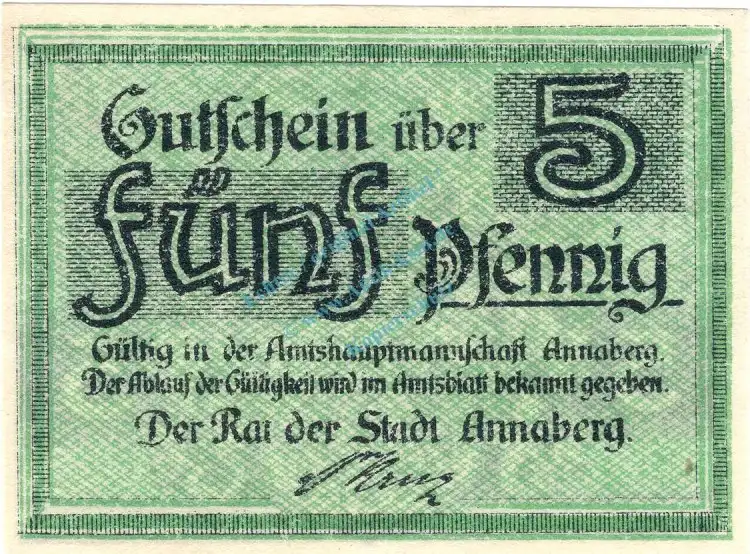 Gutschein über 5
fünf Pfennig
Gültig in der Amtshauptmannschaft Annaberg.
Der Ablauf der Gültigkeit wird im Amtsblatt bekannt gegeben.
Der Rat der Stadt Annaberg.